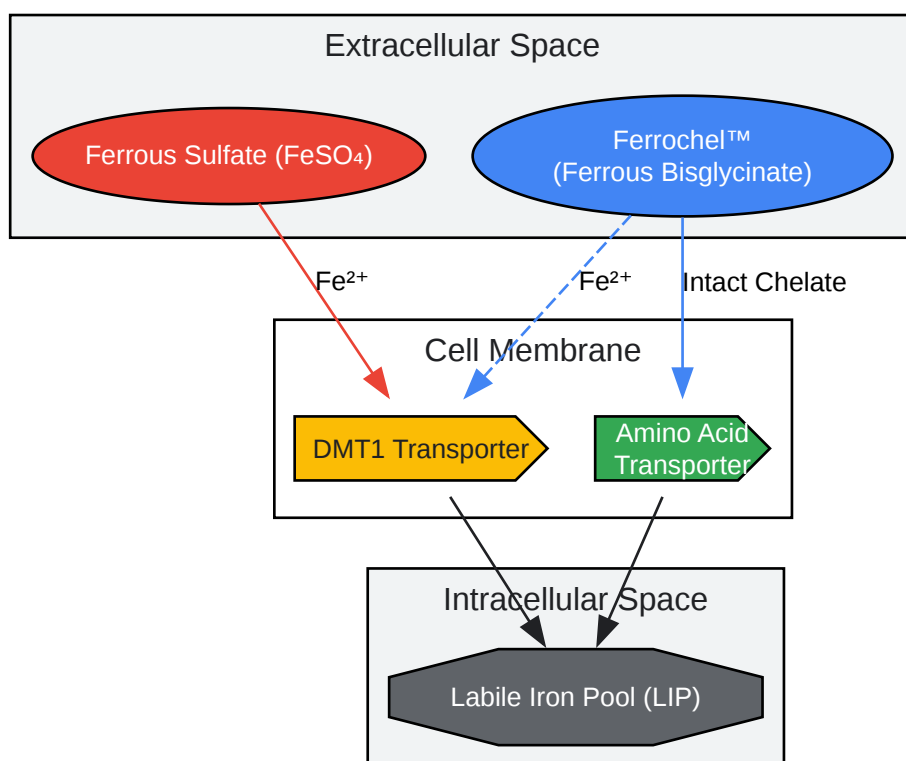 Extracellular Space
Ferrous Sulfate (FeSO₄)
Ferrochel™
(Ferrous Bisglycinate)
Fe²⁺
Fe²⁺
Intact Chelate
Cell Membrane
DMT1 Transporter
Amino Acid
Transporter
Intracellular Space
Labile Iron Pool (LIP)